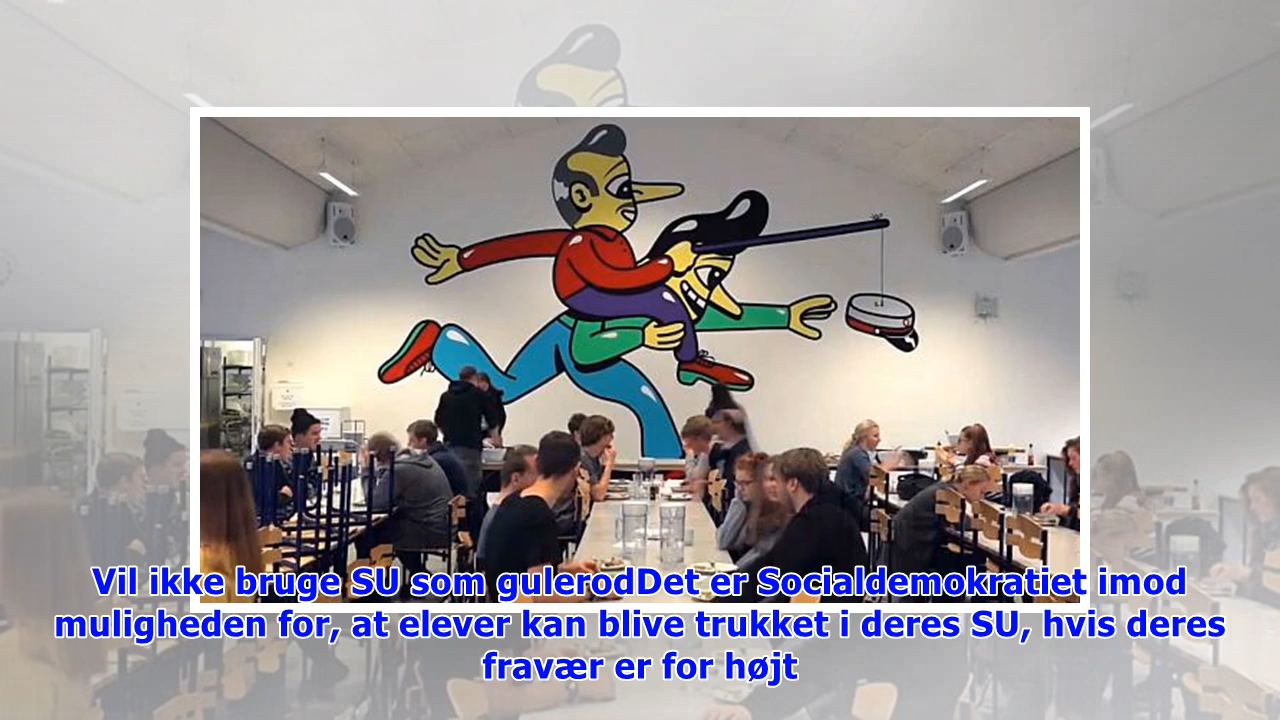 Vil ikke bruge SU som gulerodDet er Socialdemokratiet imod
muligheden for, at elever kan blive trukket i deres SU, hvis deres
fravær er for højt